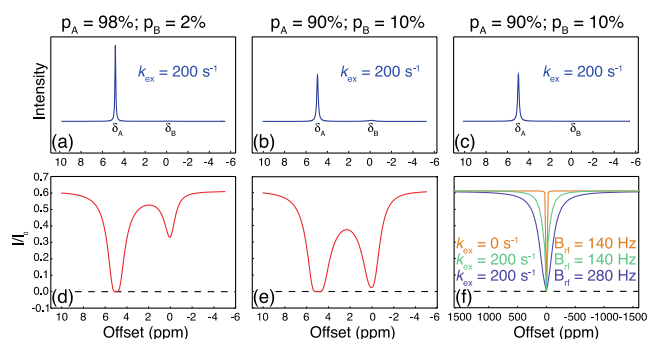 p_A = 98%; p_B = 2%
p_A = 90%; p_B = 10%
p_A = 90%; p_B = 10%
Intensity
k_ex = 200 s⁻¹
k_ex = 200 s⁻¹
k_ex = 200 s⁻¹
(a) δ_A δ_B
(b) δ_A δ_B
(c) δ_A δ_B
10 8 6 4 2 0 -2 -4 -6
10 8 6 4 2 0 -2 -4 -6
10 8 6 4 2 0 -2 -4 -6
I/I₀
0.7
0.6
0.5
0.4
0.3
0.2
0.1
0.0
-0.1
(d)
(e)
k_ex = 0 s⁻¹ B_rf = 140 Hz
k_ex = 200 s⁻¹ B_rf = 140 Hz
k_ex = 200 s⁻¹ B_rf = 280 Hz
(f)
10 8 6 4 2 0 -2 -4 -6
10 8 6 4 2 0 -2 -4 -6
1500 1000 500 0 -500 -1000 -1500
Offset (ppm)
Offset (ppm)
Offset (ppm)